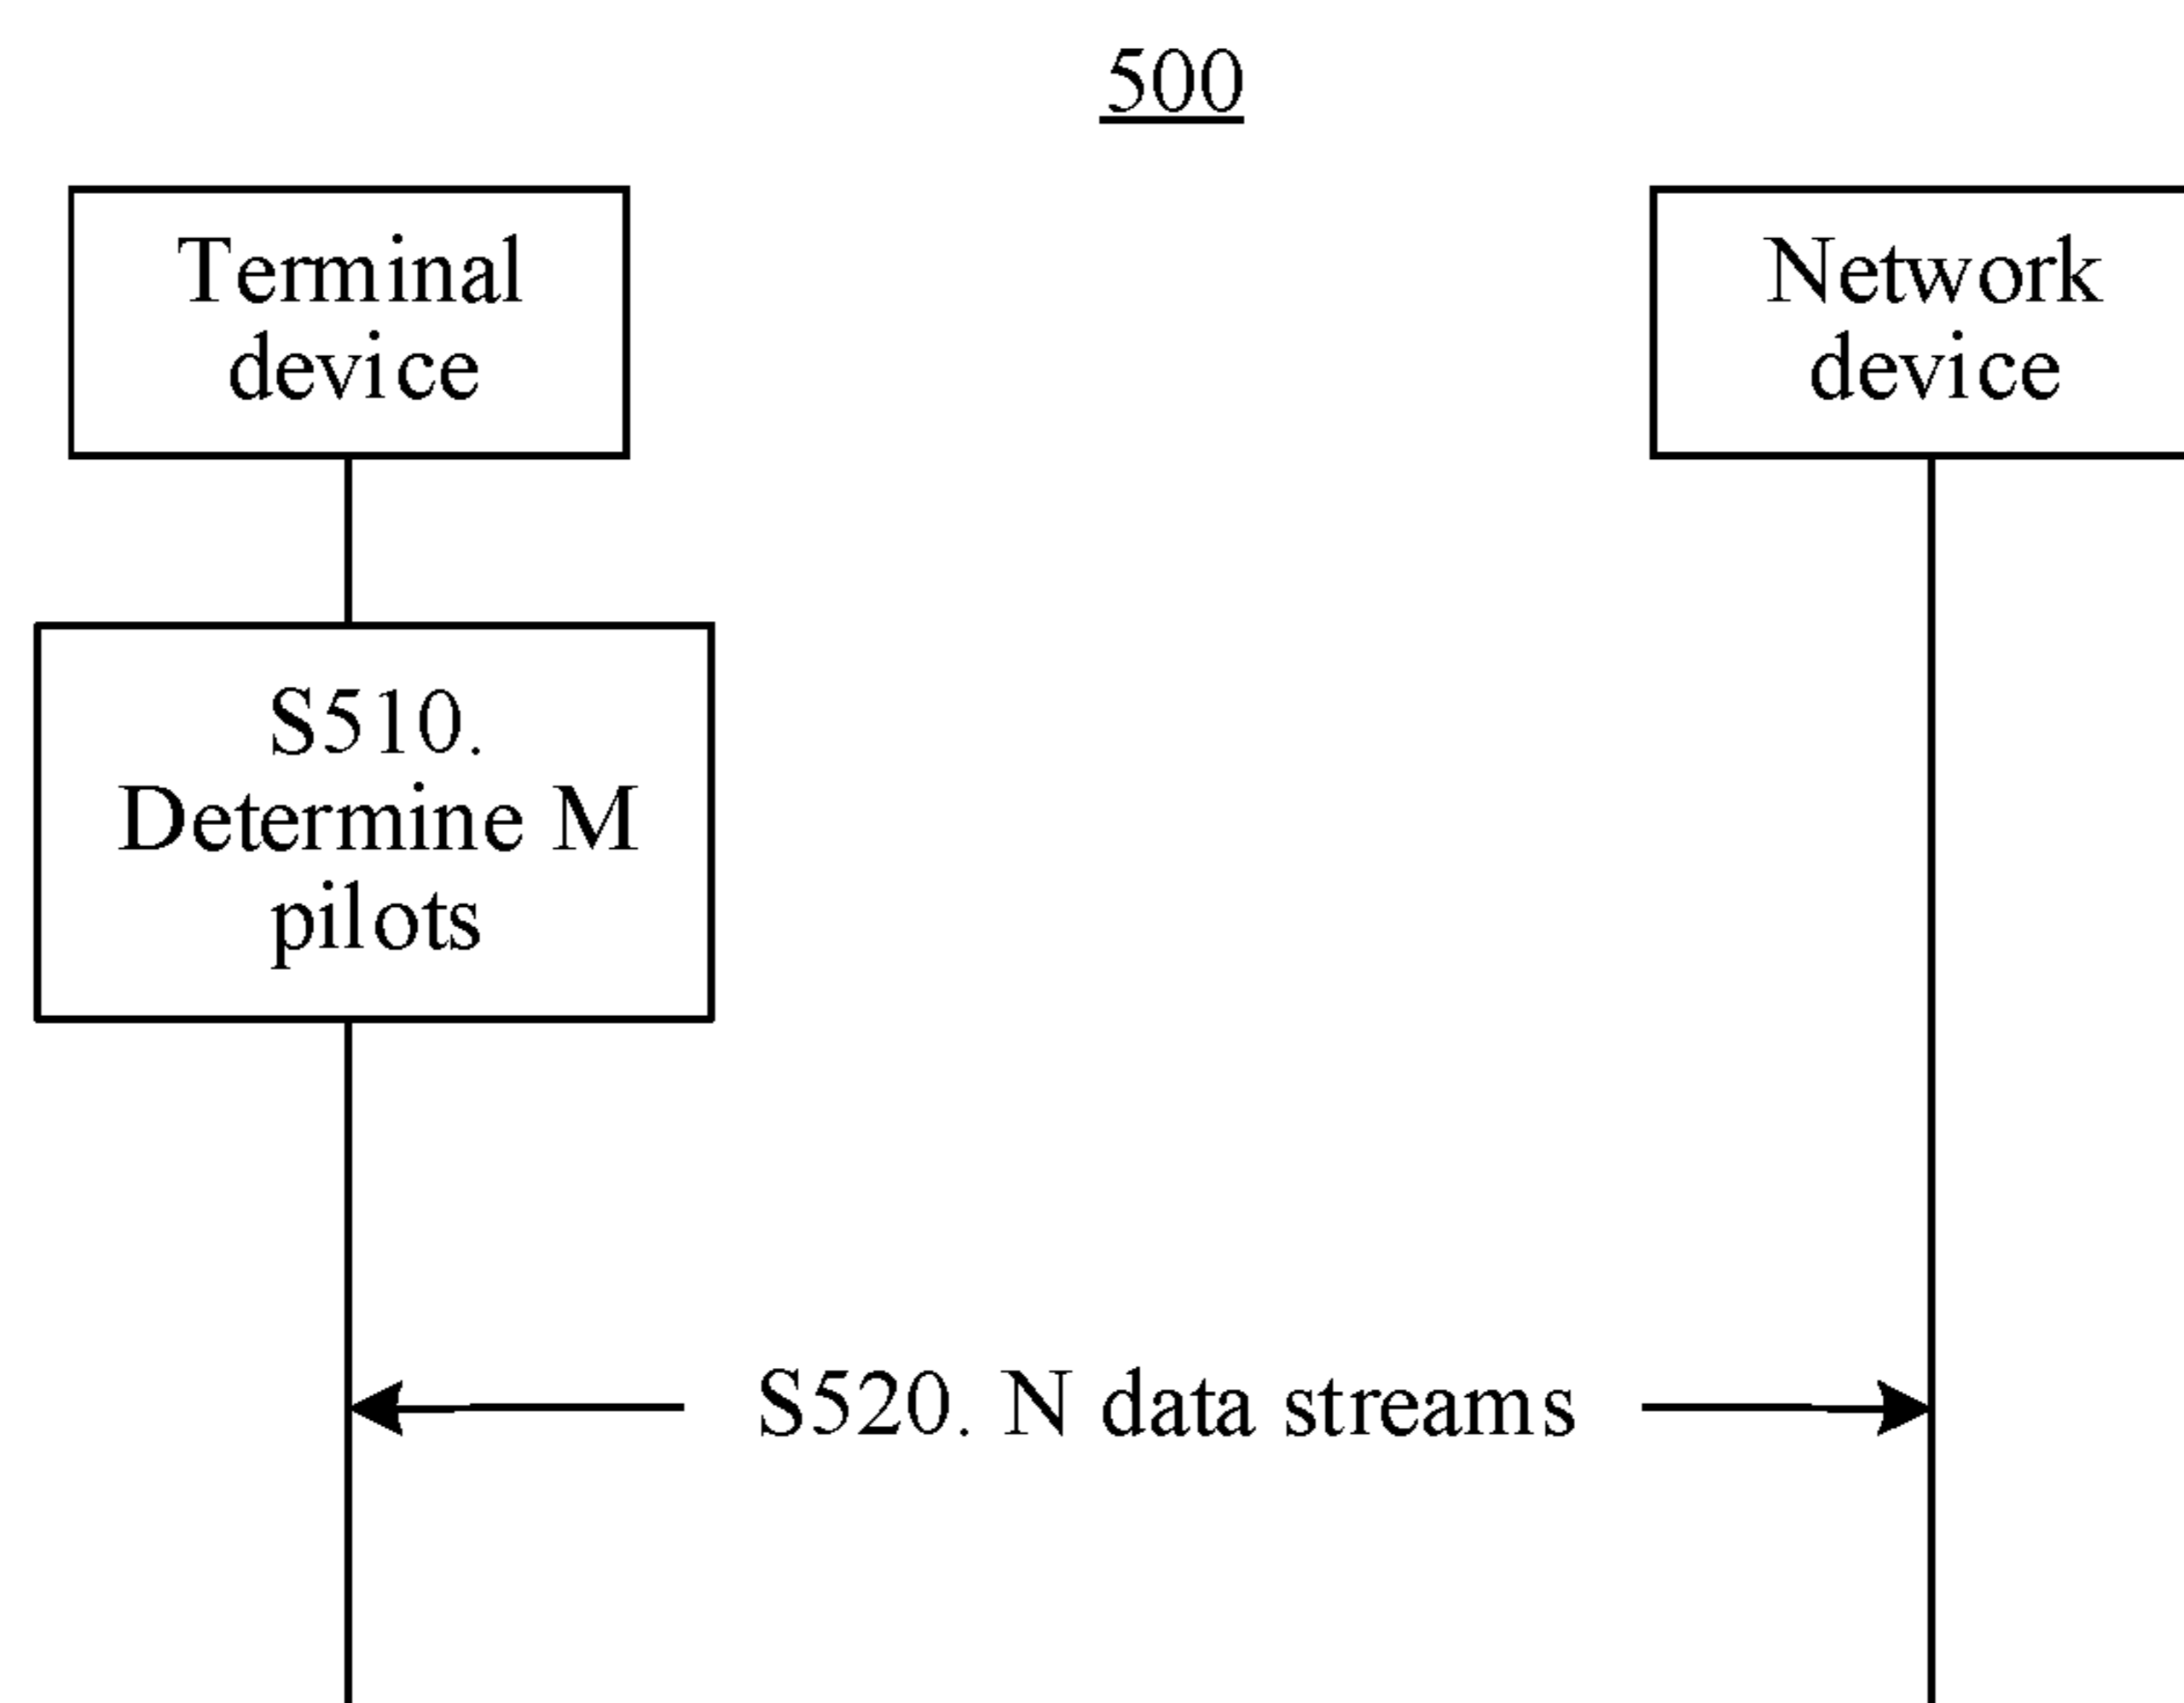 500
Terminal
device
Network
device
S510.
Determine M
pilots
S520. N data streams